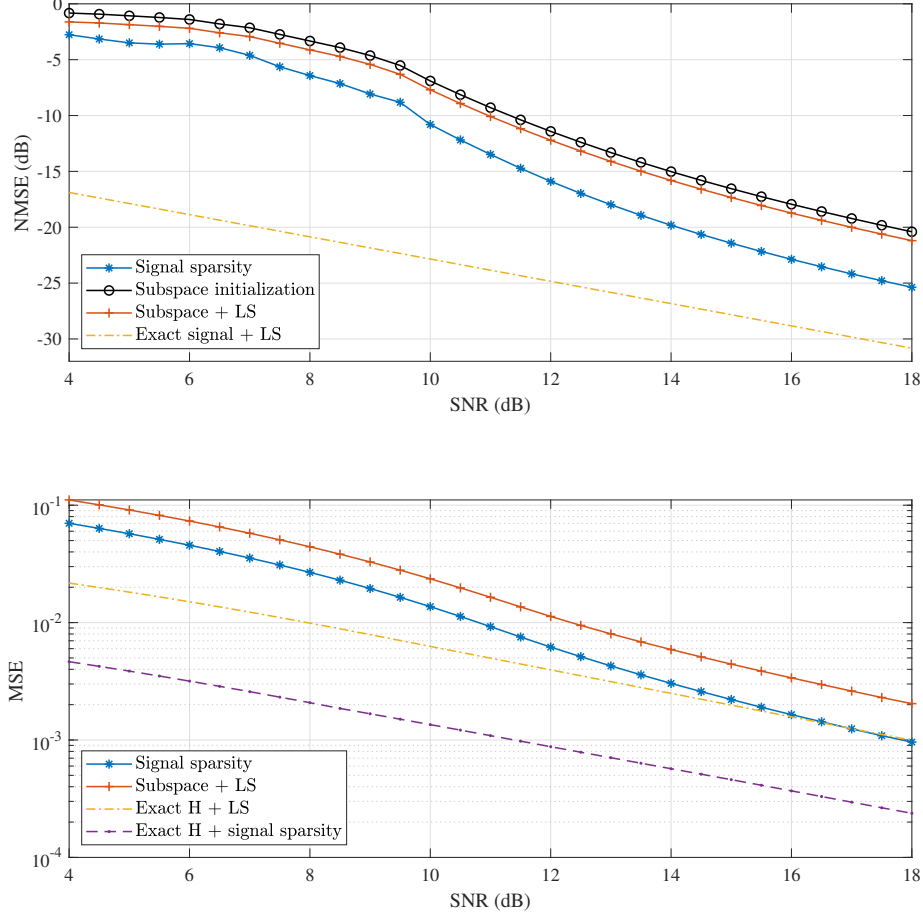 0
-5
-10
-15
-20
-25
-30
NMSE (dB)
Signal sparsity
Subspace initialization
Subspace + LS
Exact signal + LS
4 6 8 10 12 14 16 18
SNR (dB)
10-1
10-2
10-3
10-4
MSE
Signal sparsity
Subspace + LS
Exact H + LS
Exact H + signal sparsity
4 6 8 10 12 14 16 18
SNR (dB)